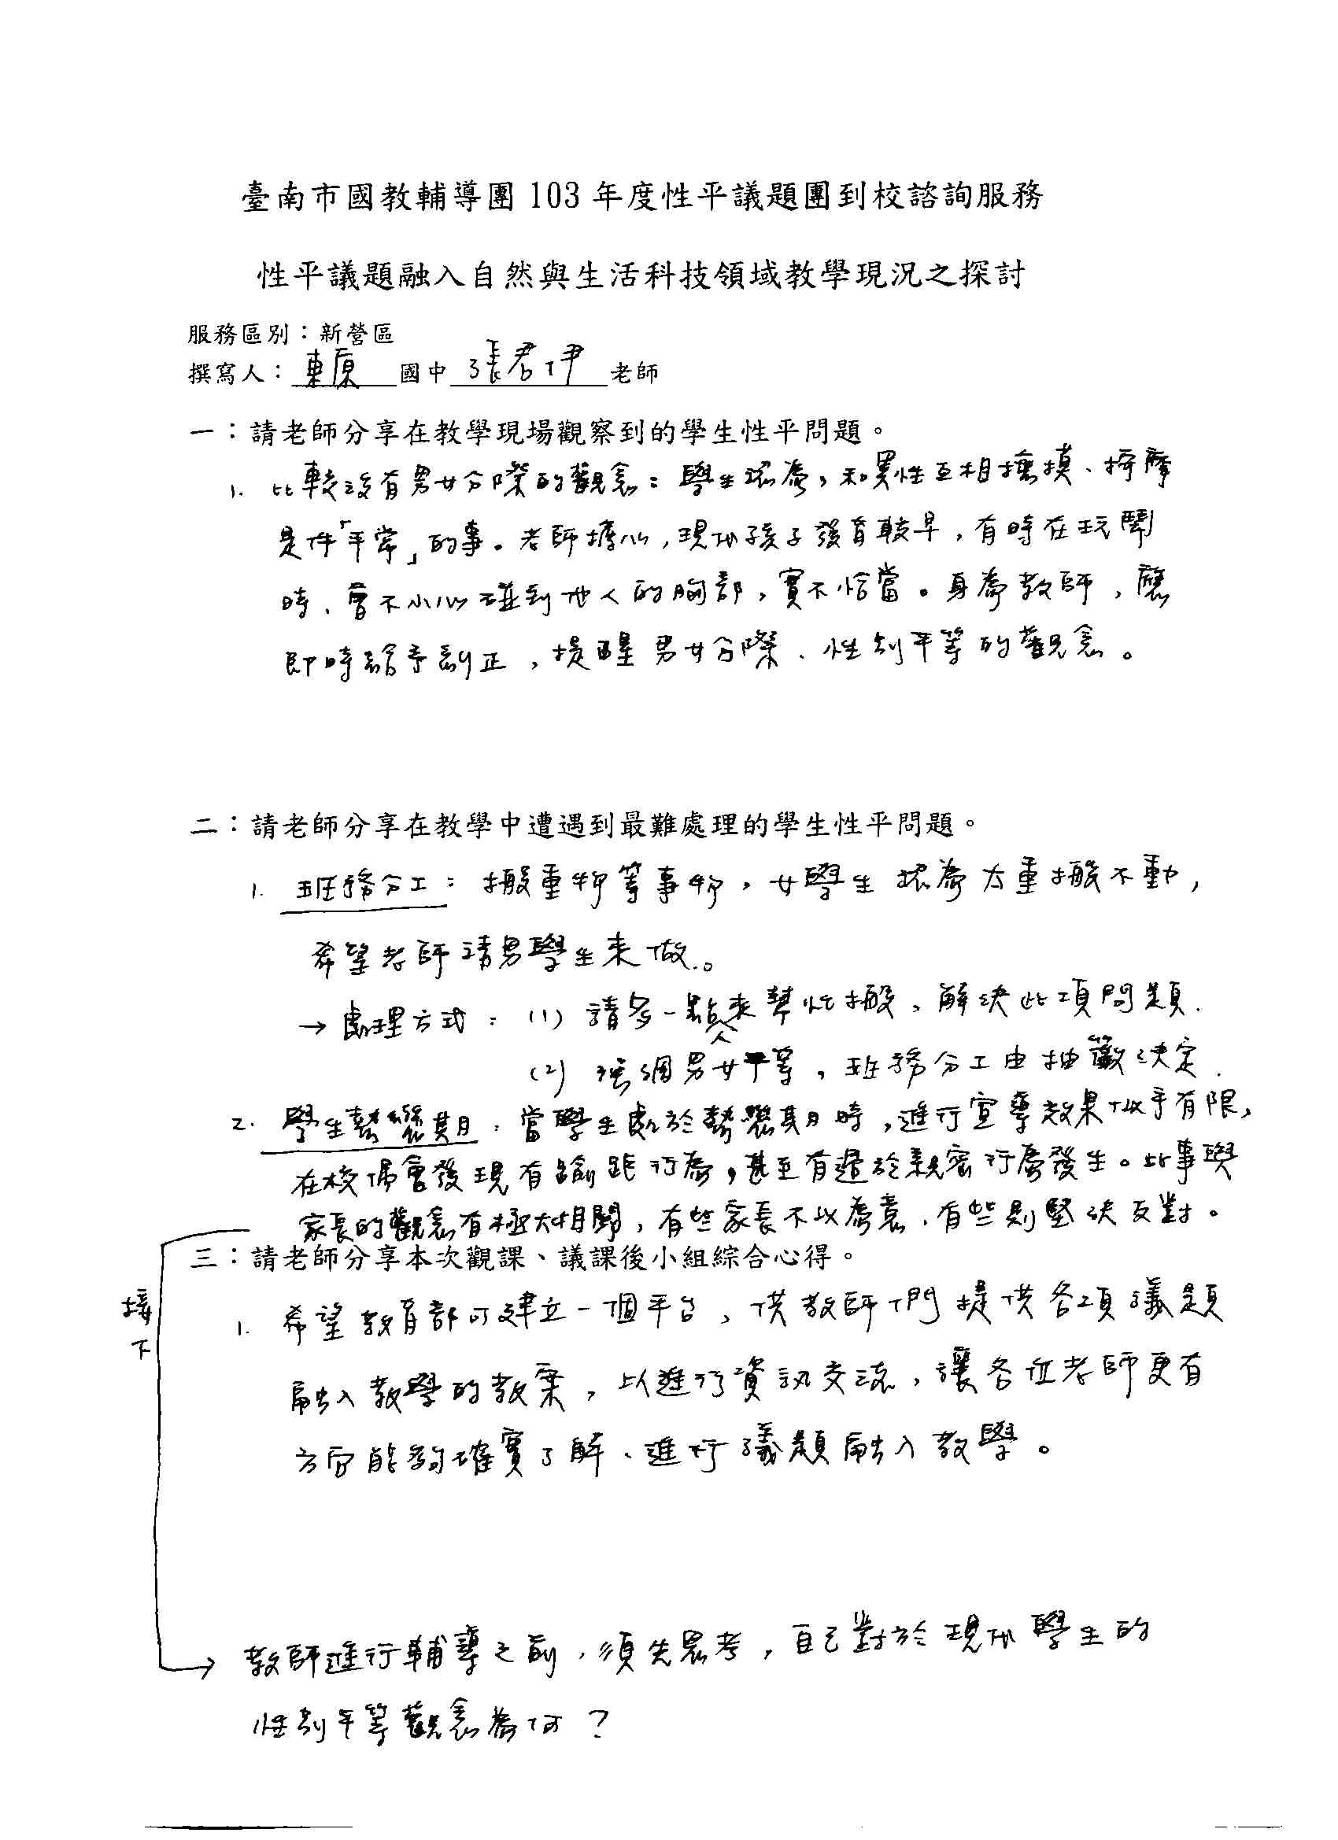 臺南市國教輔導團 103 年度性平議題團到校諮詢服務
性平議題融入自然與生活科技領域教學現況之探討
服務區別：新營區
撰寫人：東原國中張君伊老師
一：請老師分享在教學現場觀察到的學生性平問題。
1. 比較沒有男女分際的觀念：學生認為，和異性互相撫摸、按摩
是件「平常」的事。老師擔心，現代孩子發育較早，有時在玩鬧
時、會不小心碰到他人的胸部，實不恰當。身為教師，應
即時給予糾正，提醒男女分際、性別平等的觀念。
二：請老師分享在教學中遭遇到最難處理的學生性平問題。
1. 班務分工：搬重物等事物，女學生認為太重搬不動，
希望老師請男學生來做。
→ 處理方式：(1) 請多一點人來幫忙搬，解決此項問題.
(2) 強調男女平等，班務分工由抽籤決定.
2. 學生熱戀期：當學生處於熱戀期時，進行宣導效果似乎有限，
在校偶會發現有踰距行為，甚至有過於親密行為發生。此事與
家長的觀念有極大相關，有些家長不以為意，有些則堅決反對。
三：請老師分享本次觀課、議課後小組綜合心得。
接下
1. 希望教育部可建立一個平台，供教師們提供各項議題
融入教學的教案，以進行資訊交流，讓各位老師更有
方向能夠確實了解、進行議題融入教學。
→ 教師進行輔導之前，須先思考，自己對於現代學生的
性別平等觀念為何？